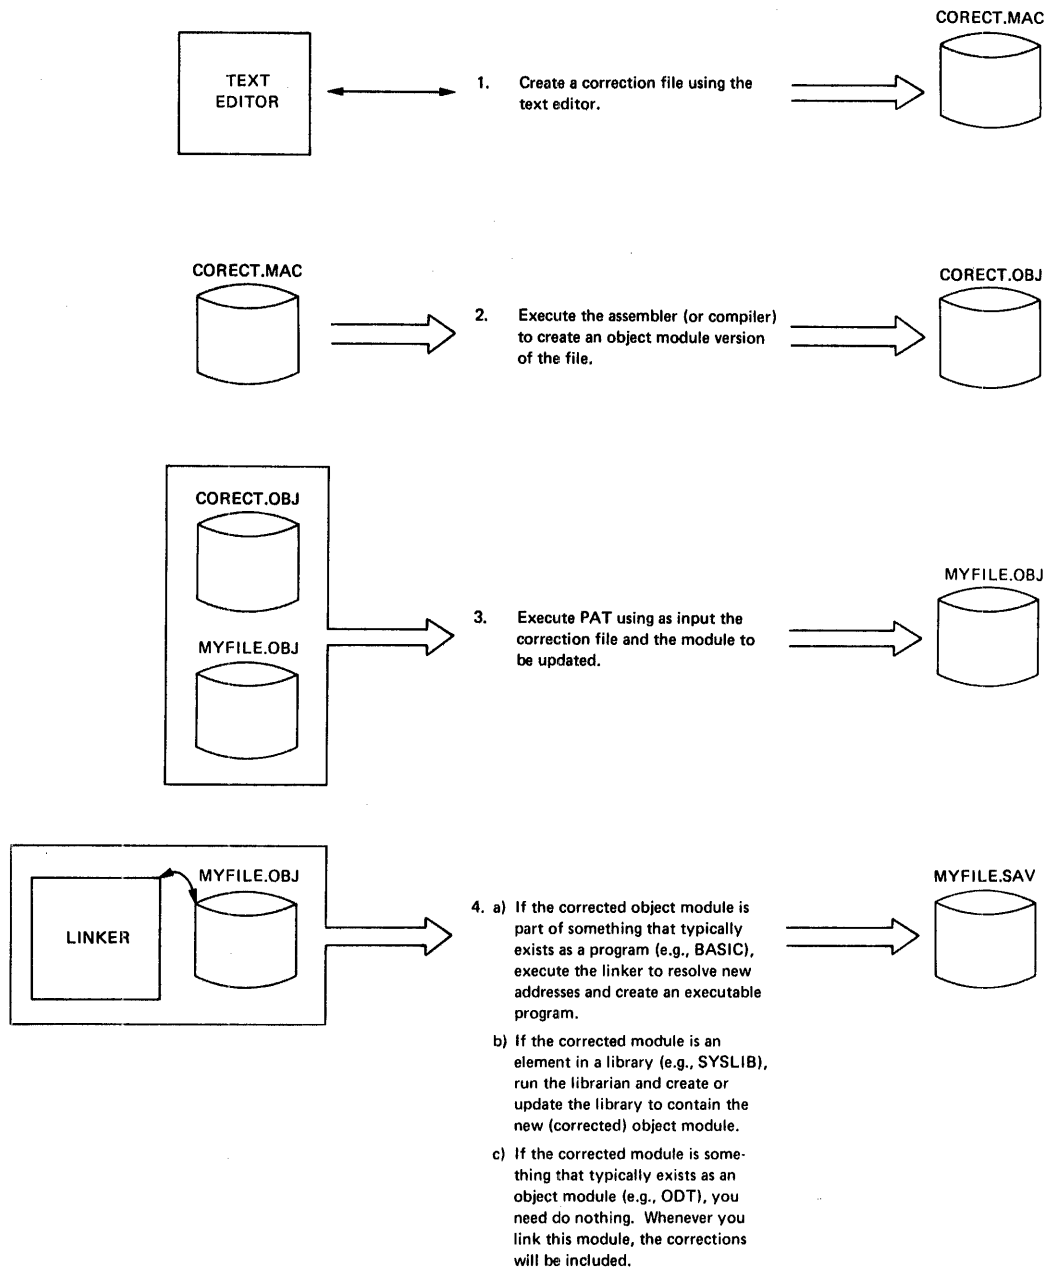 CORECT.MAC
TEXT
EDITOR
1. Create a correction file using the
text editor.
CORECT.MAC
CORECT.OBJ
2. Execute the assembler (or compiler)
to create an object module version
of the file.
CORECT.OBJ
MYFILE.OBJ
MYFILE.OBJ
3. Execute PAT using as input the
correction file and the module to
be updated.
MYFILE.OBJ
MYFILE.SAV
LINKER
4. a) If the corrected object module is
part of something that typically
exists as a program (e.g., BASIC),
execute the linker to resolve new
addresses and create an executable
program.
b) If the corrected module is an
element in a library (e.g., SYSLIB),
run the librarian and create or
update the library to contain the
new (corrected) object module.
c) If the corrected module is some-
thing that typically exists as an
object module (e.g., ODT), you
need do nothing. Whenever you
link this module, the corrections
will be included.